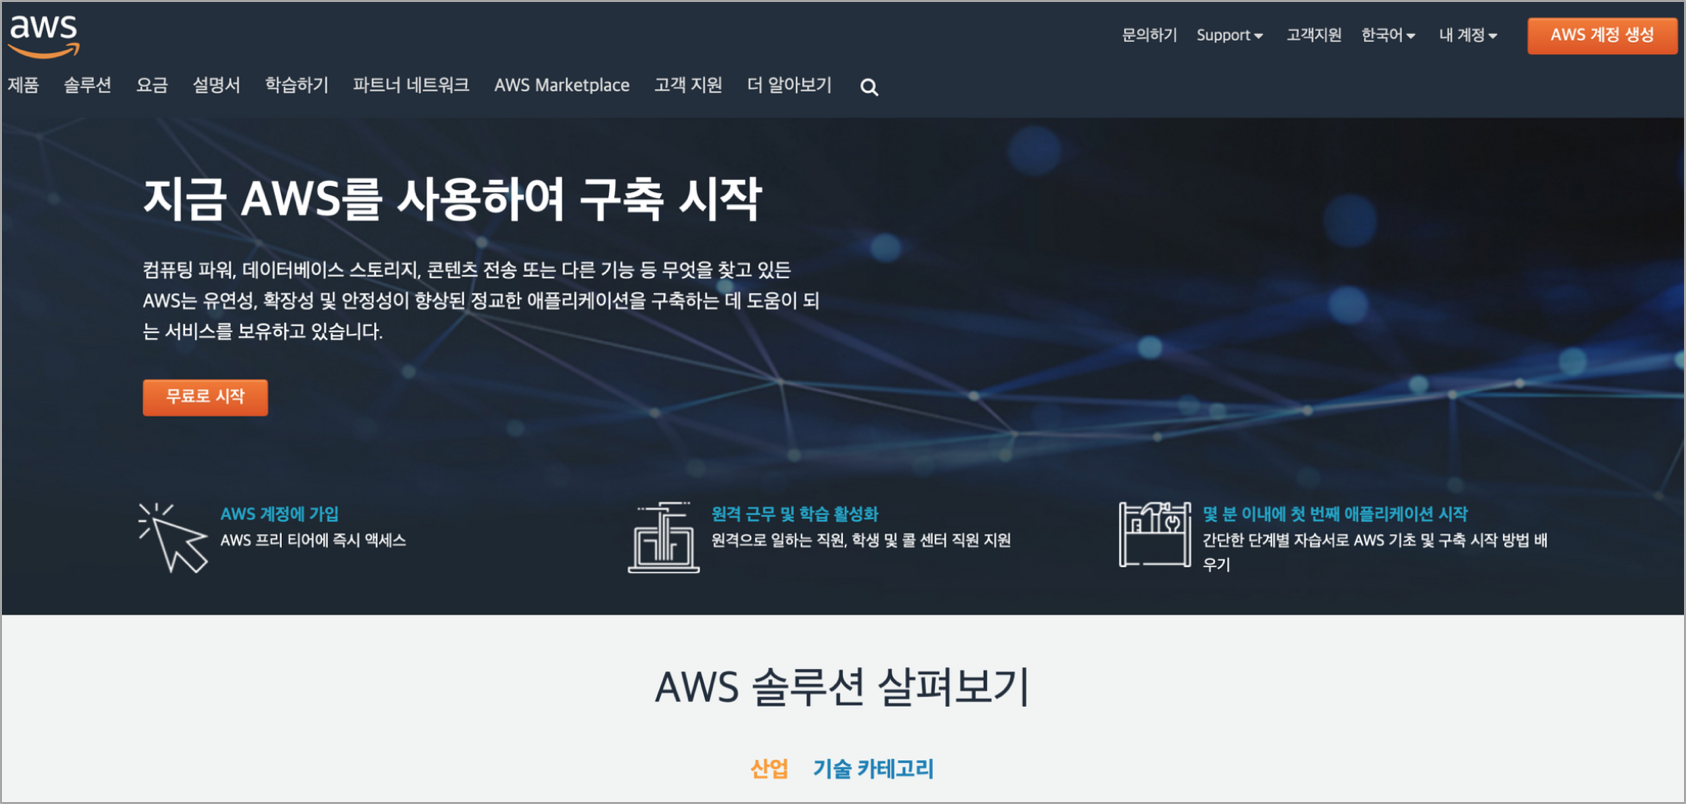 aws
문의하기 Support 고객지원 한국어 내 계정 AWS 계정 생성
제품 솔루션 요금 설명서 학습하기 파트너 네트워크 AWS Marketplace 고객 지원 더 알아보기
지금 AWS를 사용하여 구축 시작
컴퓨팅 파워, 데이터베이스 스토리지, 콘텐츠 전송 또는 다른 기능 등 무엇을 찾고 있든
AWS는 유연성, 확장성 및 안정성이 향상된 정교한 애플리케이션을 구축하는 데 도움이 되
는 서비스를 보유하고 있습니다.
무료로 시작
AWS 계정에 가입
AWS 프리 티어에 즉시 액세스
원격 근무 및 학습 활성화
원격으로 일하는 직원, 학생 및 콜 센터 직원 지원
몇 분 이내에 첫 번째 애플리케이션 시작
간단한 단계별 자습서로 AWS 기초 및 구축 시작 방법 배
우기
AWS 솔루션 살펴보기
산업 기술 카테고리